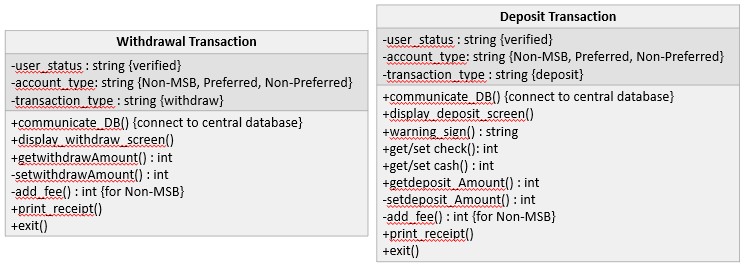 Withdrawal Transaction
-user_status : string {verified}
-account_type: string {Non-MSB, Preferred, Non-Preferred}
-transaction_type : string {withdraw}
+communicate_DB() {connect to central database}
+display_withdraw_screen()
+getwithdrawAmount() : int
-setwithdrawAmount() : int
-add_fee() : int {for Non-MSB}
+print_receipt()
+exit()
Deposit Transaction
-user_status : string {verified}
-account_type: string {Non-MSB, Preferred, Non-Preferred}
-transaction_type : string {deposit}
+communicate_DB() {connect to central database}
+display_deposit_screen()
+warning_sign() : string
+get/set check(): int
+get/set cash() : int
+getdeposit_Amount() : int
-setdeposit_Amount() : int
-add_fee() : int {for Non-MSB}
+print_receipt()
+exit()